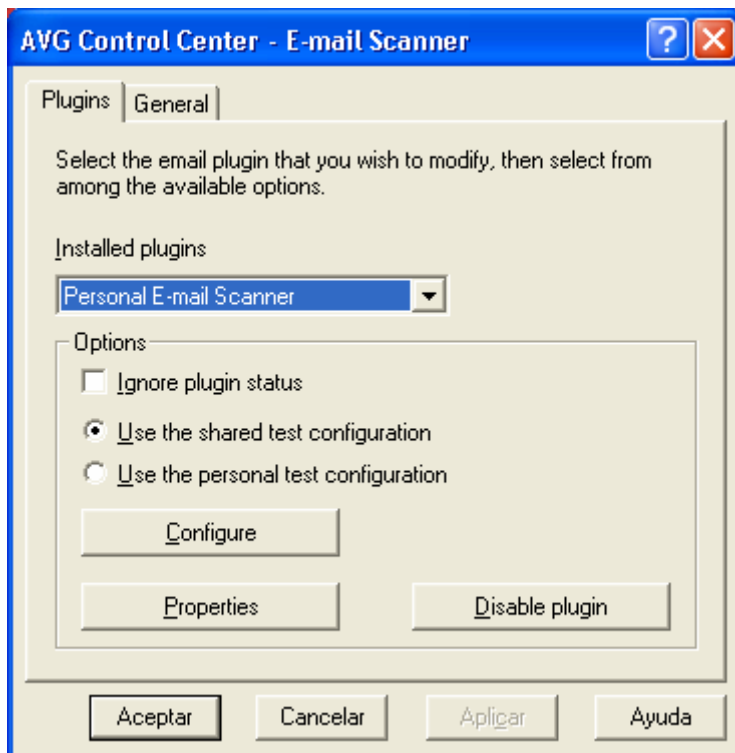 AVG Control Center - E-mail Scanner
Plugins
General
Select the email plugin that you wish to modify, then select from
among the available options.
Installed plugins
Personal E-mail Scanner
Options
Ignore plugin status
Use the shared test configuration
Use the personal test configuration
Configure
Properties
Disable plugin
Aceptar
Cancelar
Aplicar
Ayuda